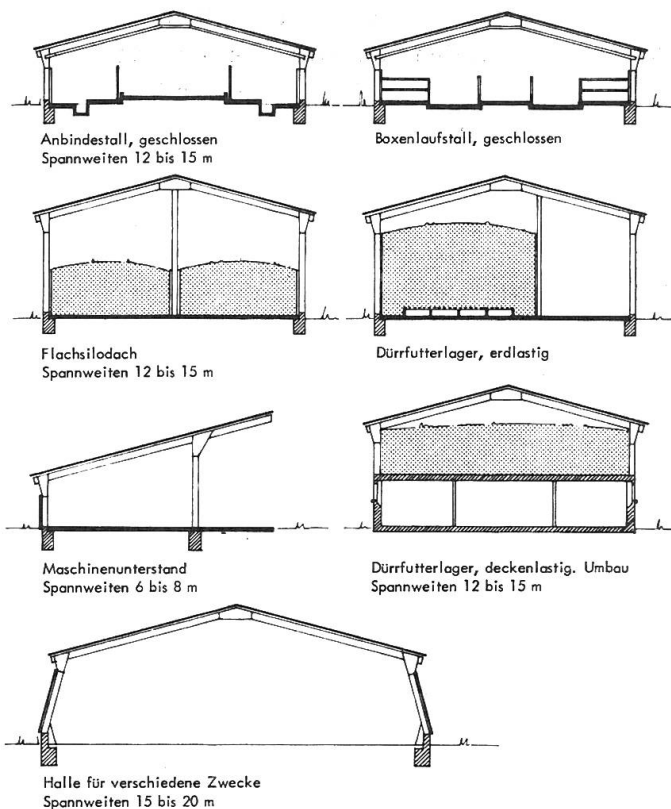 Anbindestall, geschlossen
Spannweiten 12 bis 15 m
Boxenlaufstall, geschlossen
Flachsilodach
Spannweiten 12 bis 15 m
Dürrfutterlager, erdlastig
Maschinenunterstand
Spannweiten 6 bis 8 m
Dürrfutterlager, deckenlastig. Umbau
Spannweiten 12 bis 15 m
Halle für verschiedene Zwecke
Spannweiten 15 bis 20 m